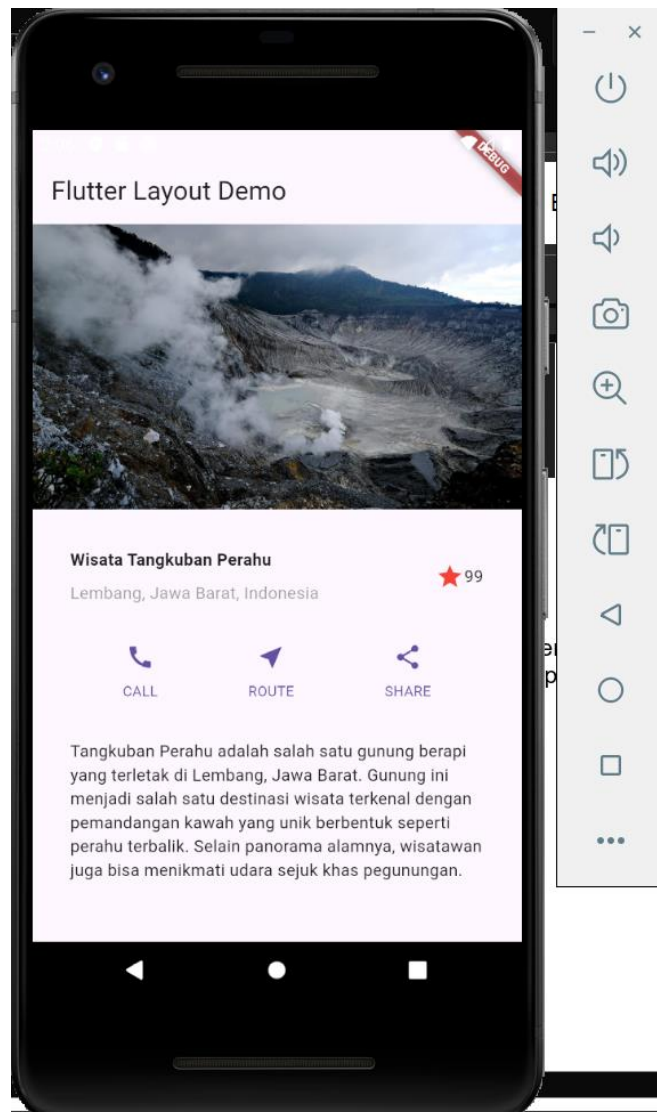 DEBUG
Flutter Layout Demo
Wisata Tangkuban Perahu
Lembang, Jawa Barat, Indonesia
99
CALL
ROUTE
SHARE
Tangkuban Perahu adalah salah satu gunung berapi
yang terletak di Lembang, Jawa Barat. Gunung ini
menjadi salah satu destinasi wisata terkenal dengan
pemandangan kawah yang unik berbentuk seperti
perahu terbalik. Selain panorama alamnya, wisatawan
juga bisa menikmati udara sejuk khas pegunungan.